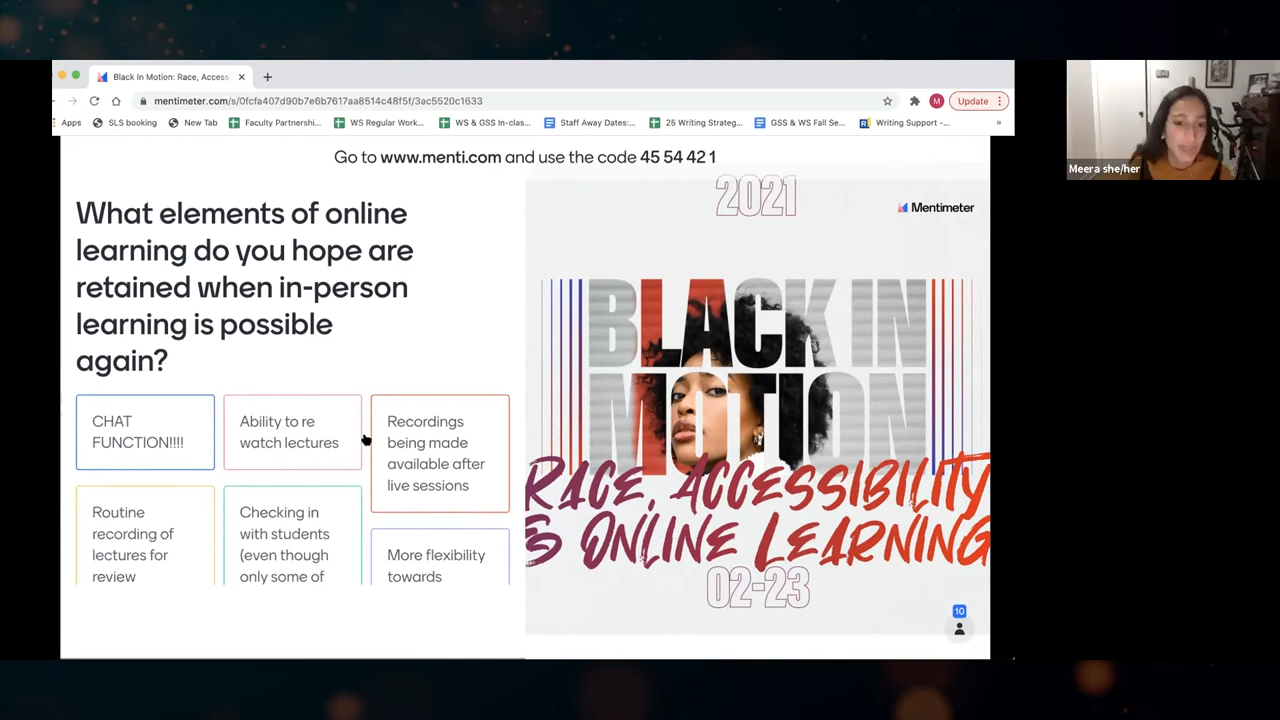 Black In Motion: Race, Access
mentimeter.com/s/0fcfa407d90b7e6b7617aa8514c48f5f/3ac5520c1633
M
Update
Apps
SLS booking
New Tab
Faculty Partnershi...
WS Regular Work...
WS & GSS In-clas...
Staff Away Dates:...
25 Writing Strateg...
GSS & WS Fall Se...
Writing Support -...
»
Go to www.menti.com and use the code 45 54 42 1
What elements of online
learning do you hope are
retained when in-person
learning is possible
again?
CHAT
FUNCTION!!!!
Ability to re
watch lectures
Recordings
being made
available after
live sessions
Routine
recording of
lectures for
review
Checking in
with students
(even though
only some of
More flexibility
towards
2021
Mentimeter
BLACK IN
MOTION
RACE, ACCESSIBILITY
& ONLINE LEARNING
02-23
10
Meera she/her